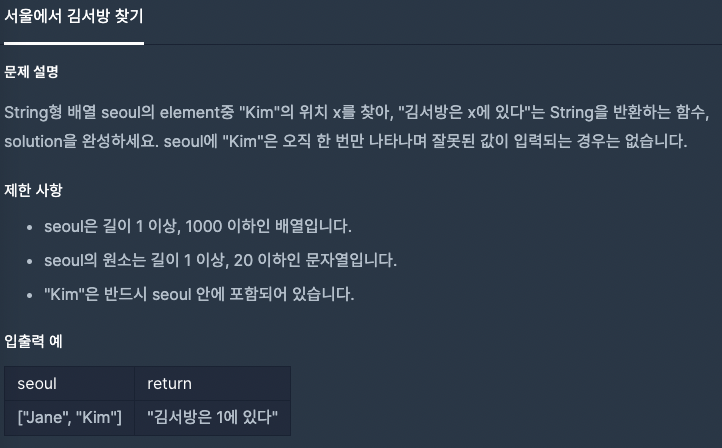 서울에서 김서방 찾기
문제 설명
String형 배열 seoul의 element중 "Kim"의 위치 x를 찾아, "김서방은 x에 있다"는 String을 반환하는 함수,
solution을 완성하세요. seoul에 "Kim"은 오직 한 번만 나타나며 잘못된 값이 입력되는 경우는 없습니다.
제한 사항
• seoul은 길이 1 이상, 1000 이하인 배열입니다.
• seoul의 원소는 길이 1 이상, 20 이하인 문자열입니다.
• "Kim"은 반드시 seoul 안에 포함되어 있습니다.
입출력 예
seoul return
["Jane", "Kim"] "김서방은 1에 있다"